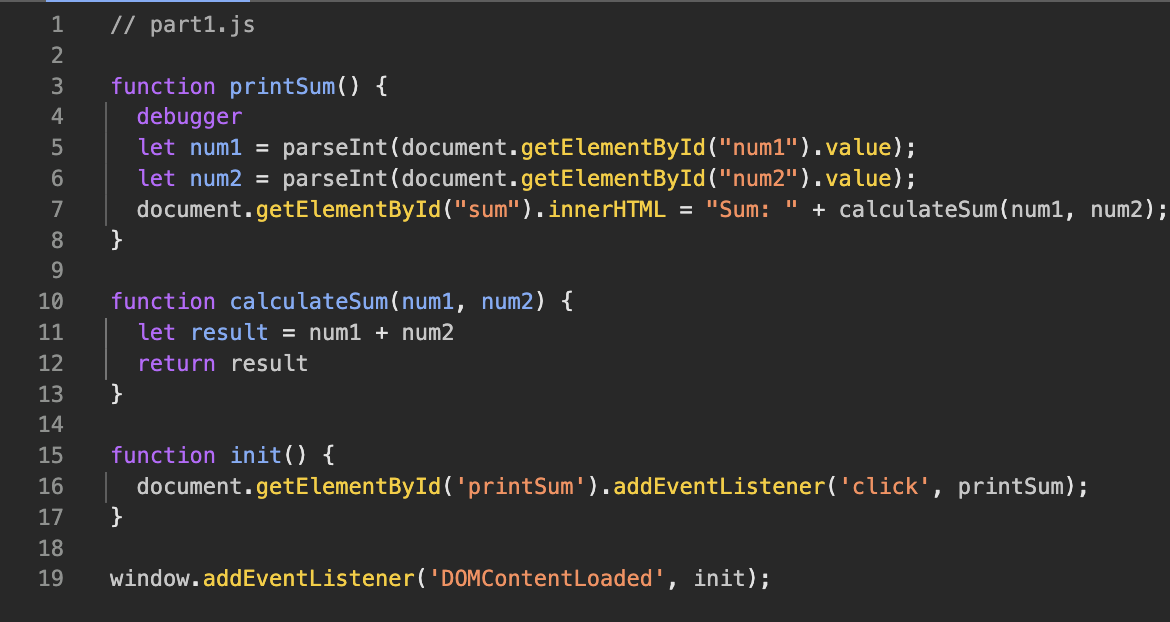 1 // part1.js
2
3 function printSum() {
4   debugger
5   let num1 = parseInt(document.getElementById("num1").value);
6   let num2 = parseInt(document.getElementById("num2").value);
7   document.getElementById("sum").innerHTML = "Sum: " + calculateSum(num1, num2);
8 }
9
10 function calculateSum(num1, num2) {
11   let result = num1 + num2
12   return result
13 }
14
15 function init() {
16   document.getElementById('printSum').addEventListener('click', printSum);
17 }
18
19 window.addEventListener('DOMContentLoaded', init);